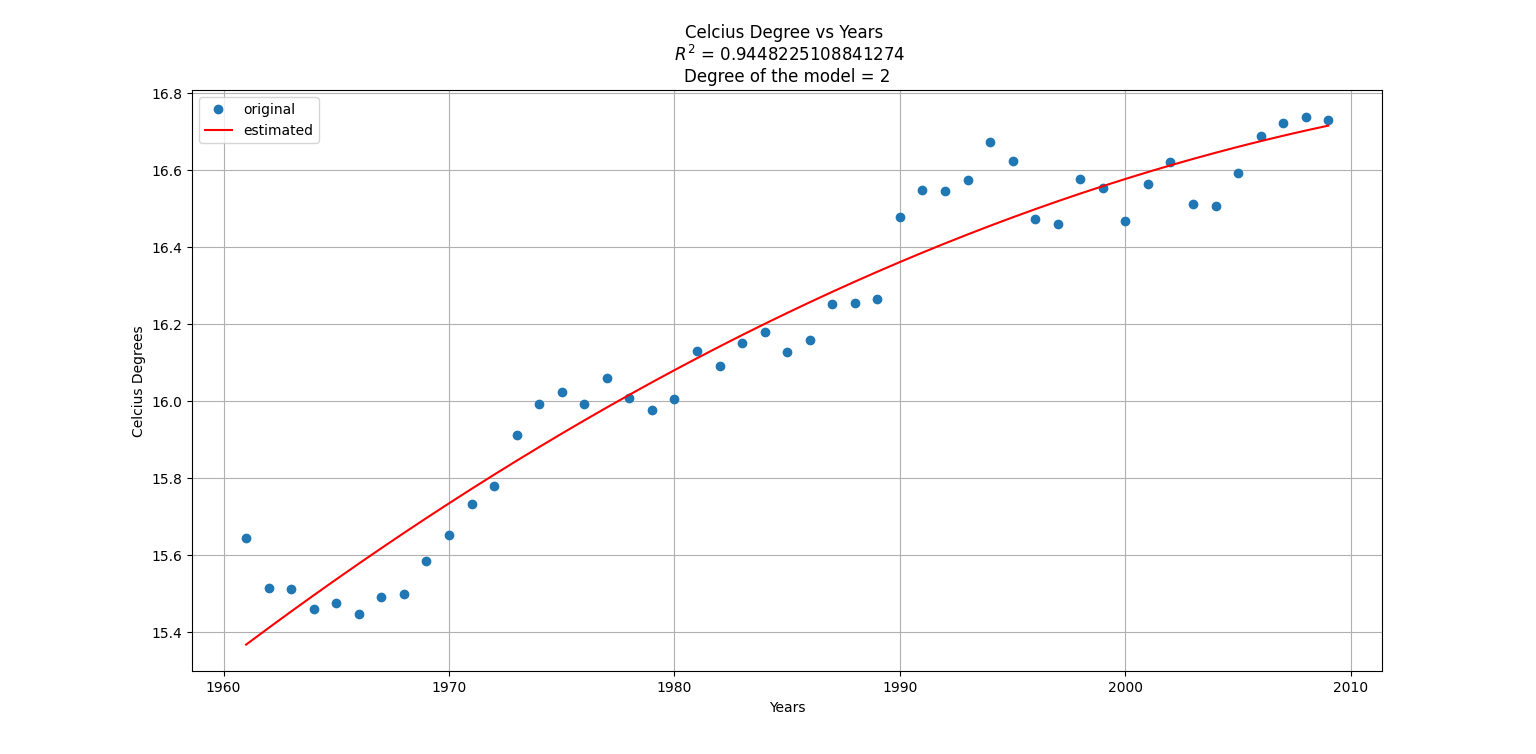 Celcius Degree vs Years
R² = 0.9448225108841274
Degree of the model = 2
original
estimated
16.8
16.6
16.4
16.2
16.0
15.8
15.6
15.4
Celcius Degrees
1960 1970 1980 1990 2000 2010
Years